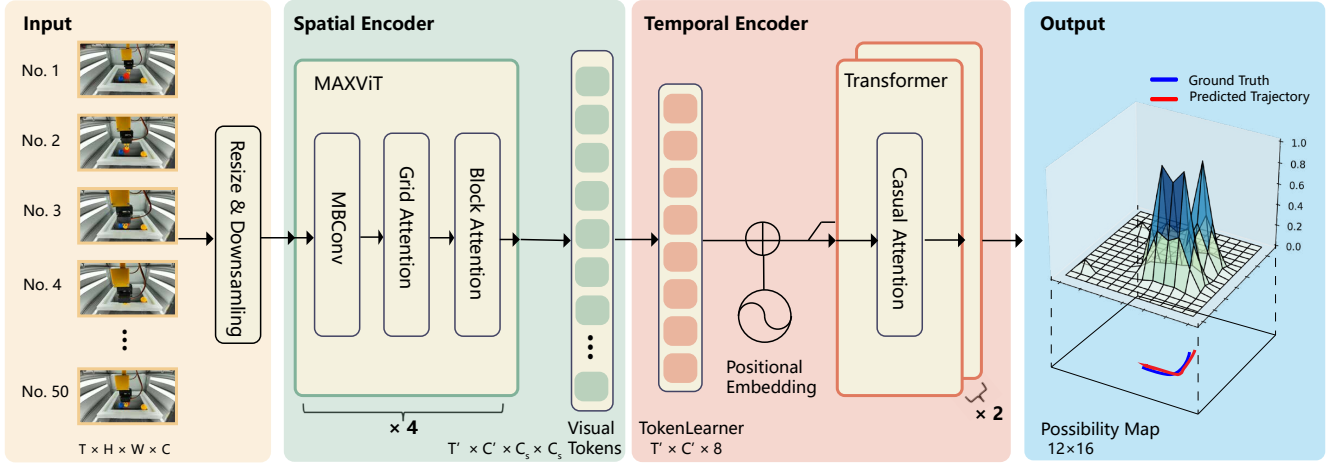 Input
No. 1
No. 2
No. 3
No. 4
No. 50
T × H × W × C
Resize & Downsamling
Spatial Encoder
MAXViT
MBConv
Grid Attention
Block Attention
× 4
Visual
Tokens
T′ × C′ × Cs × Cs
Temporal Encoder
TokenLearner
T′ × C′ × 8
Positional
Embedding
Transformer
Casual Attention
× 2
Output
Ground Truth
Predicted Trajectory
1.0
0.8
0.6
0.4
0.2
0.0
Possibility Map
12×16